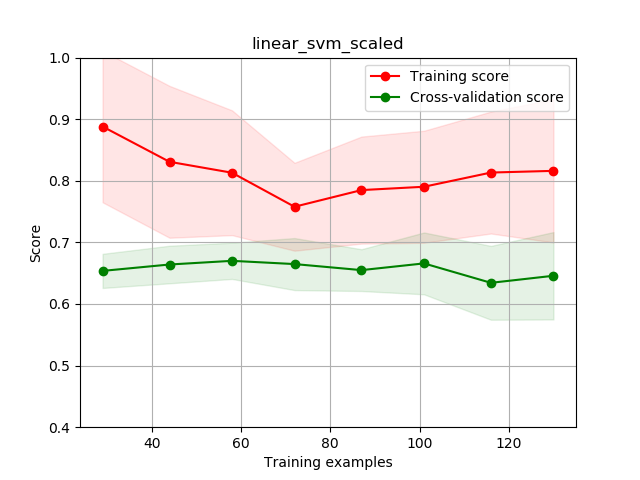 linear_svm_scaled
Training score
Cross-validation score
Score
1.0
0.9
0.8
0.7
0.6
0.5
0.4
40 60 80 100 120
Training examples